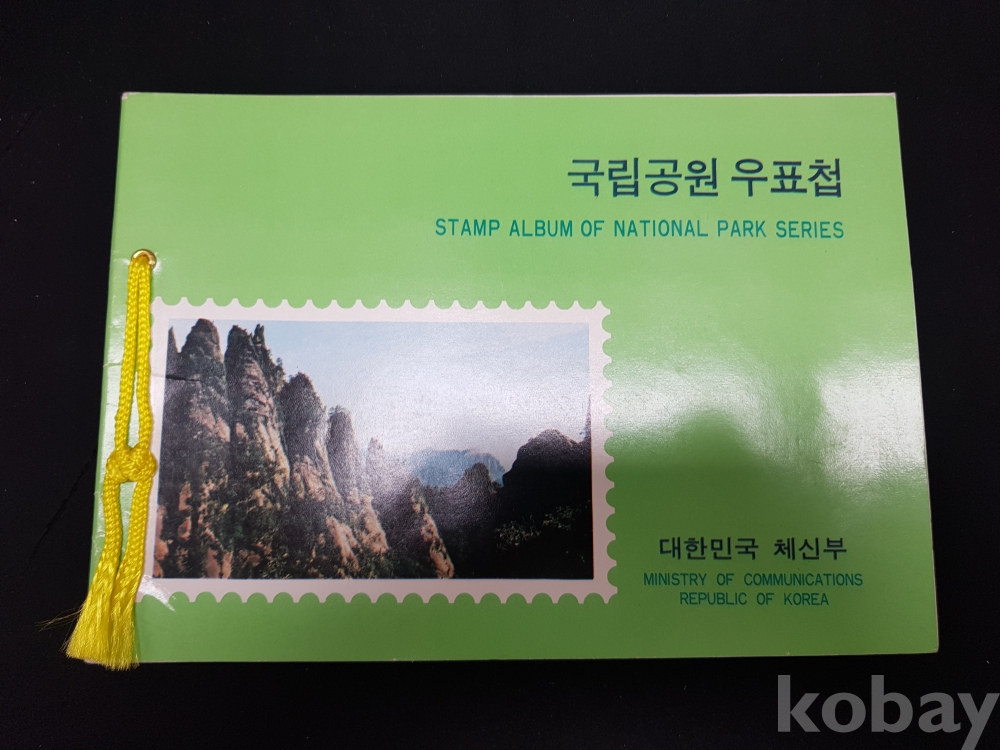 국립공원 우표첩
STAMP ALBUM OF NATIONAL PARK SERIES
대한민국 체신부
MINISTRY OF COMMUNICATIONS
REPUBLIC OF KOREA
kobay